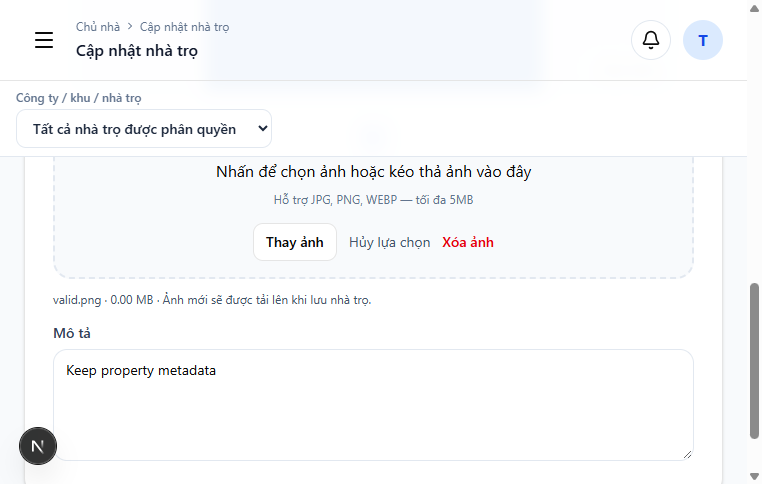 Chủ nhà > Cập nhật nhà trọ
Cập nhật nhà trọ
T
Công ty / khu / nhà trọ
Tất cả nhà trọ được phân quyền
Nhấn để chọn ảnh hoặc kéo thả ảnh vào đây
Hỗ trợ JPG, PNG, WEBP — tối đa 5MB
Thay ảnh Hủy lựa chọn Xóa ảnh
valid.png · 0.00 MB · Ảnh mới sẽ được tải lên khi lưu nhà trọ.
Mô tả
Keep property metadata
N